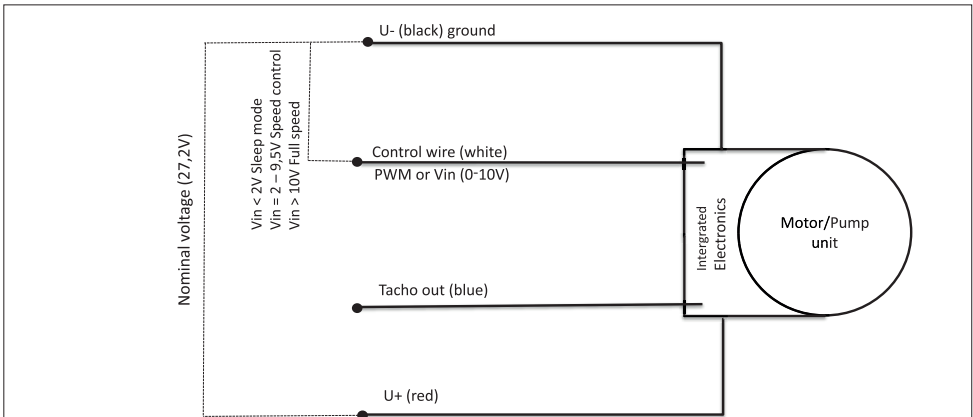 U- (black) ground
Nominal voltage (27,2V)
Vin < 2V Sleep mode
Vin = 2 – 9,5V Speed control
Vin > 10V Full speed
Control wire (white)
PWM or Vin (0-10V)
Intergrated
Electronics
Motor/Pump
unit
Tacho out (blue)
U+ (red)